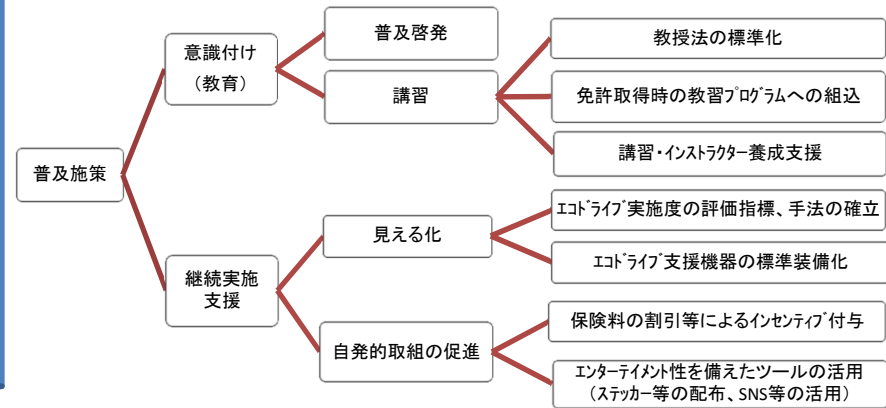 普及施策
意識付け
（教育）
普及啓発
講習
教授法の標準化
免許取得時の教習ﾌﾟﾛｸﾞﾗﾑへの組込
講習・ｲﾝｽﾄﾗｸﾀｰ養成支援
継続実施
支援
見える化
ｴｺﾄﾞﾗｲﾌﾞ実施度の評価指標、手法の確立
ｴｺﾄﾞﾗｲﾌﾞ支援機器の標準装備化
自発的取組の促進
保険料の割引等によるｲﾝｾﾝﾃｨﾌﾞ付与
ｴﾝﾀｰﾃｲﾒﾝﾄ性を備えたツールの活用
（ｽﾃｯｶｰ等の配布、SNS等の活用）